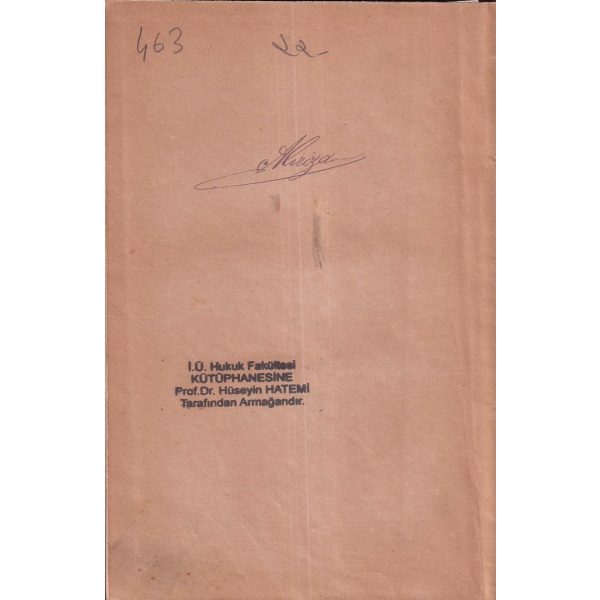 463
Mirza
İ.Ü. Hukuk Fakültesi
KÜTÜPHANESİNE
Prof.Dr. Hüseyin HATEMİ
Tarafından Armağandır.